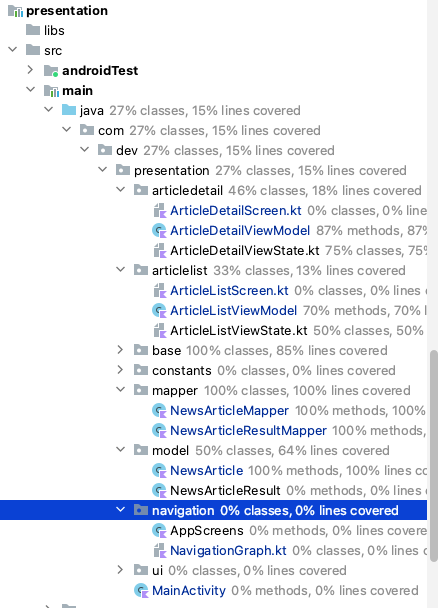 presentation
libs
src
androidTest
main
java 27% classes, 15% lines covered
com 27% classes, 15% lines covered
dev 27% classes, 15% lines covered
presentation 27% classes, 15% lines covered
articledetail 46% classes, 18% lines covered
ArticleDetailScreen.kt 0% classes, 0% line
ArticleDetailViewModel 87% methods, 87%
ArticleDetailViewState.kt 75% classes, 75%
articlelist 33% classes, 13% lines covered
ArticleListScreen.kt 0% classes, 0% lines
ArticleListViewModel 70% methods, 70%
ArticleListViewState.kt 50% classes, 50%
base 100% classes, 85% lines covered
constants 0% classes, 0% lines covered
mapper 100% classes, 100% lines covered
NewsArticleMapper 100% methods, 100%
NewsArticleResultMapper 100% methods,
model 50% classes, 64% lines covered
NewsArticle 100% methods, 100% lines co
NewsArticleResult 0% methods, 0% lines
navigation 0% classes, 0% lines covered
AppScreens 0% methods, 0% lines covere
NavigationGraph.kt 0% classes, 0% lines c
ui 0% classes, 0% lines covered
MainActivity 0% methods, 0% lines covered